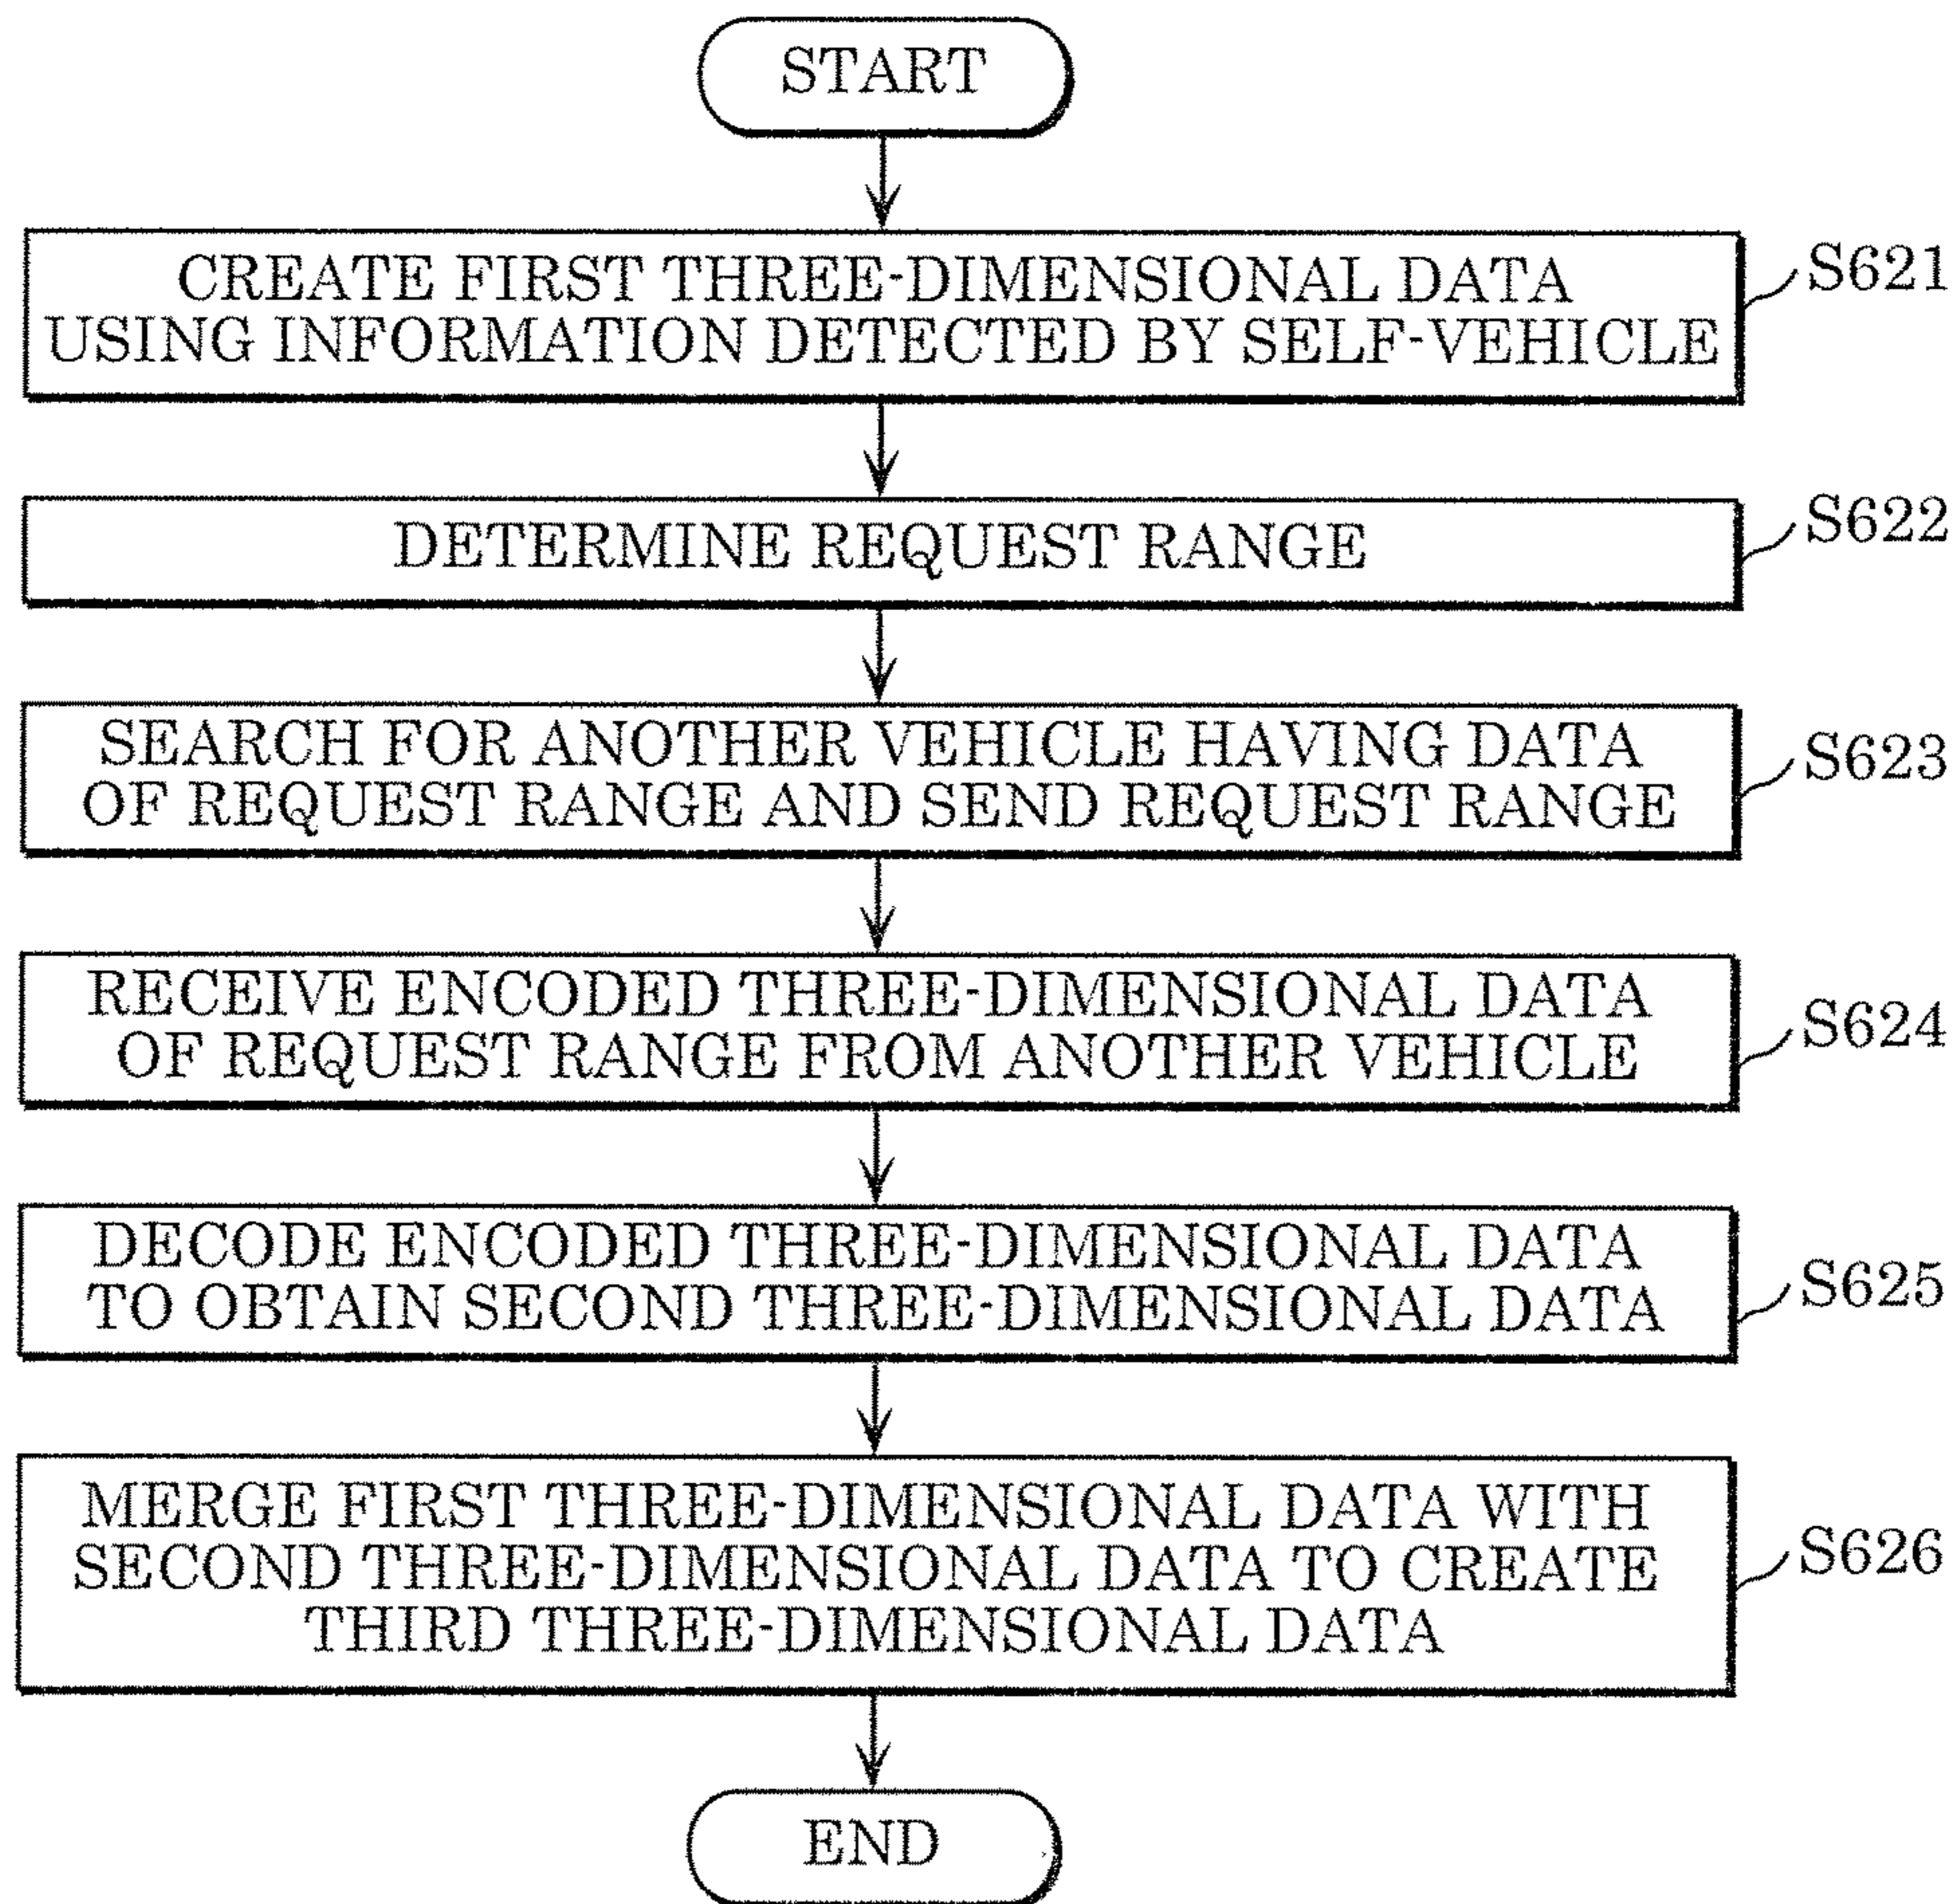 START
CREATE FIRST THREE-DIMENSIONAL DATA
USING INFORMATION DETECTED BY SELF-VEHICLE
S621
DETERMINE REQUEST RANGE
S622
SEARCH FOR ANOTHER VEHICLE HAVING DATA
OF REQUEST RANGE AND SEND REQUEST RANGE
S623
RECEIVE ENCODED THREE-DIMENSIONAL DATA
OF REQUEST RANGE FROM ANOTHER VEHICLE
S624
DECODE ENCODED THREE-DIMENSIONAL DATA
TO OBTAIN SECOND THREE-DIMENSIONAL DATA
S625
MERGE FIRST THREE-DIMENSIONAL DATA WITH
SECOND THREE-DIMENSIONAL DATA TO CREATE
THIRD THREE-DIMENSIONAL DATA
S626
END